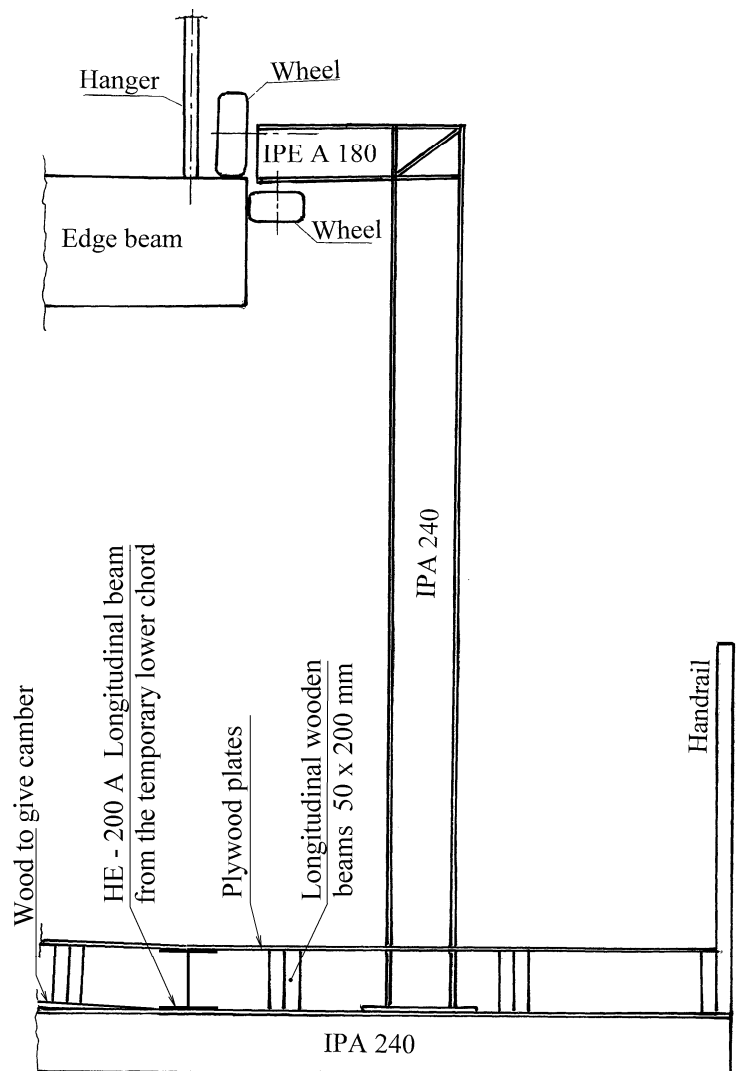 Hanger
Wheel
IPE A 180
Edge beam
Wheel
IPA 240
Wood to give camber
HE - 200 A Longitudinal beam
from the temporary lower chord
Plywood plates
Longitudinal wooden
beams 50 x 200 mm
Handrail
IPA 240